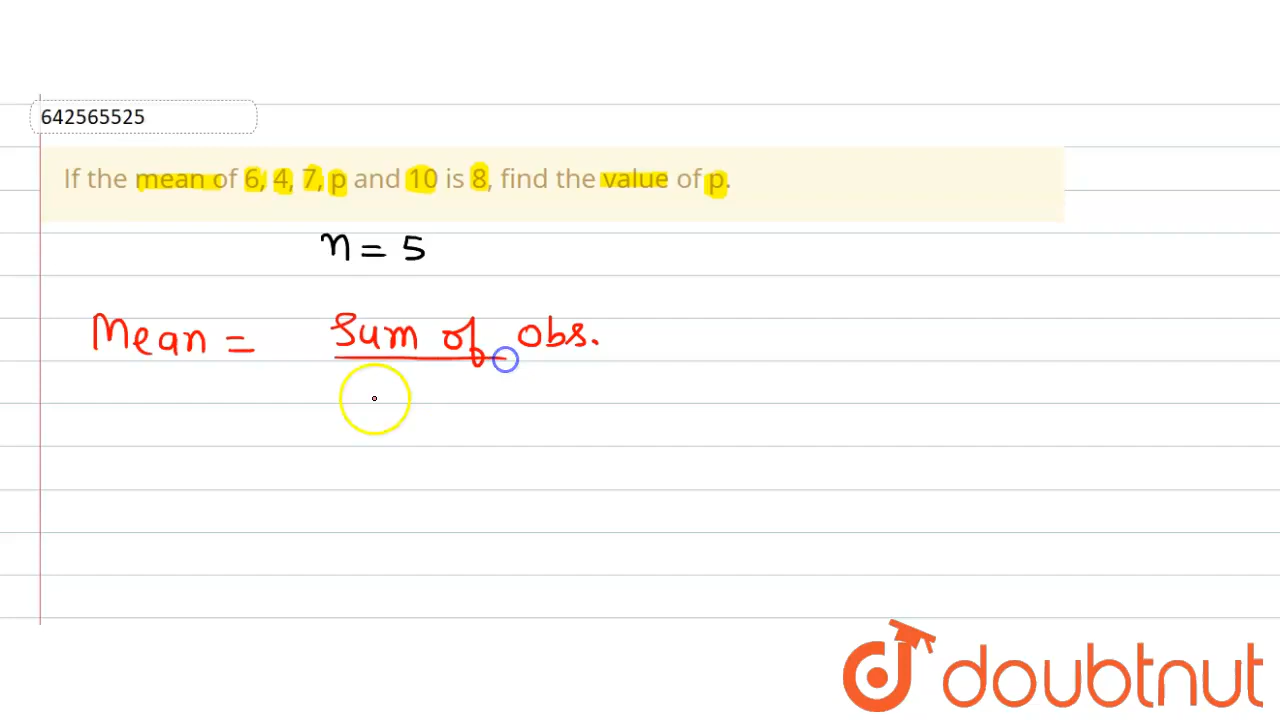 642565525
If the mean of 6, 4, 7, p and 10 is 8, find the value of p.
n = 5
Mean = Sum of obs.
doubtnut